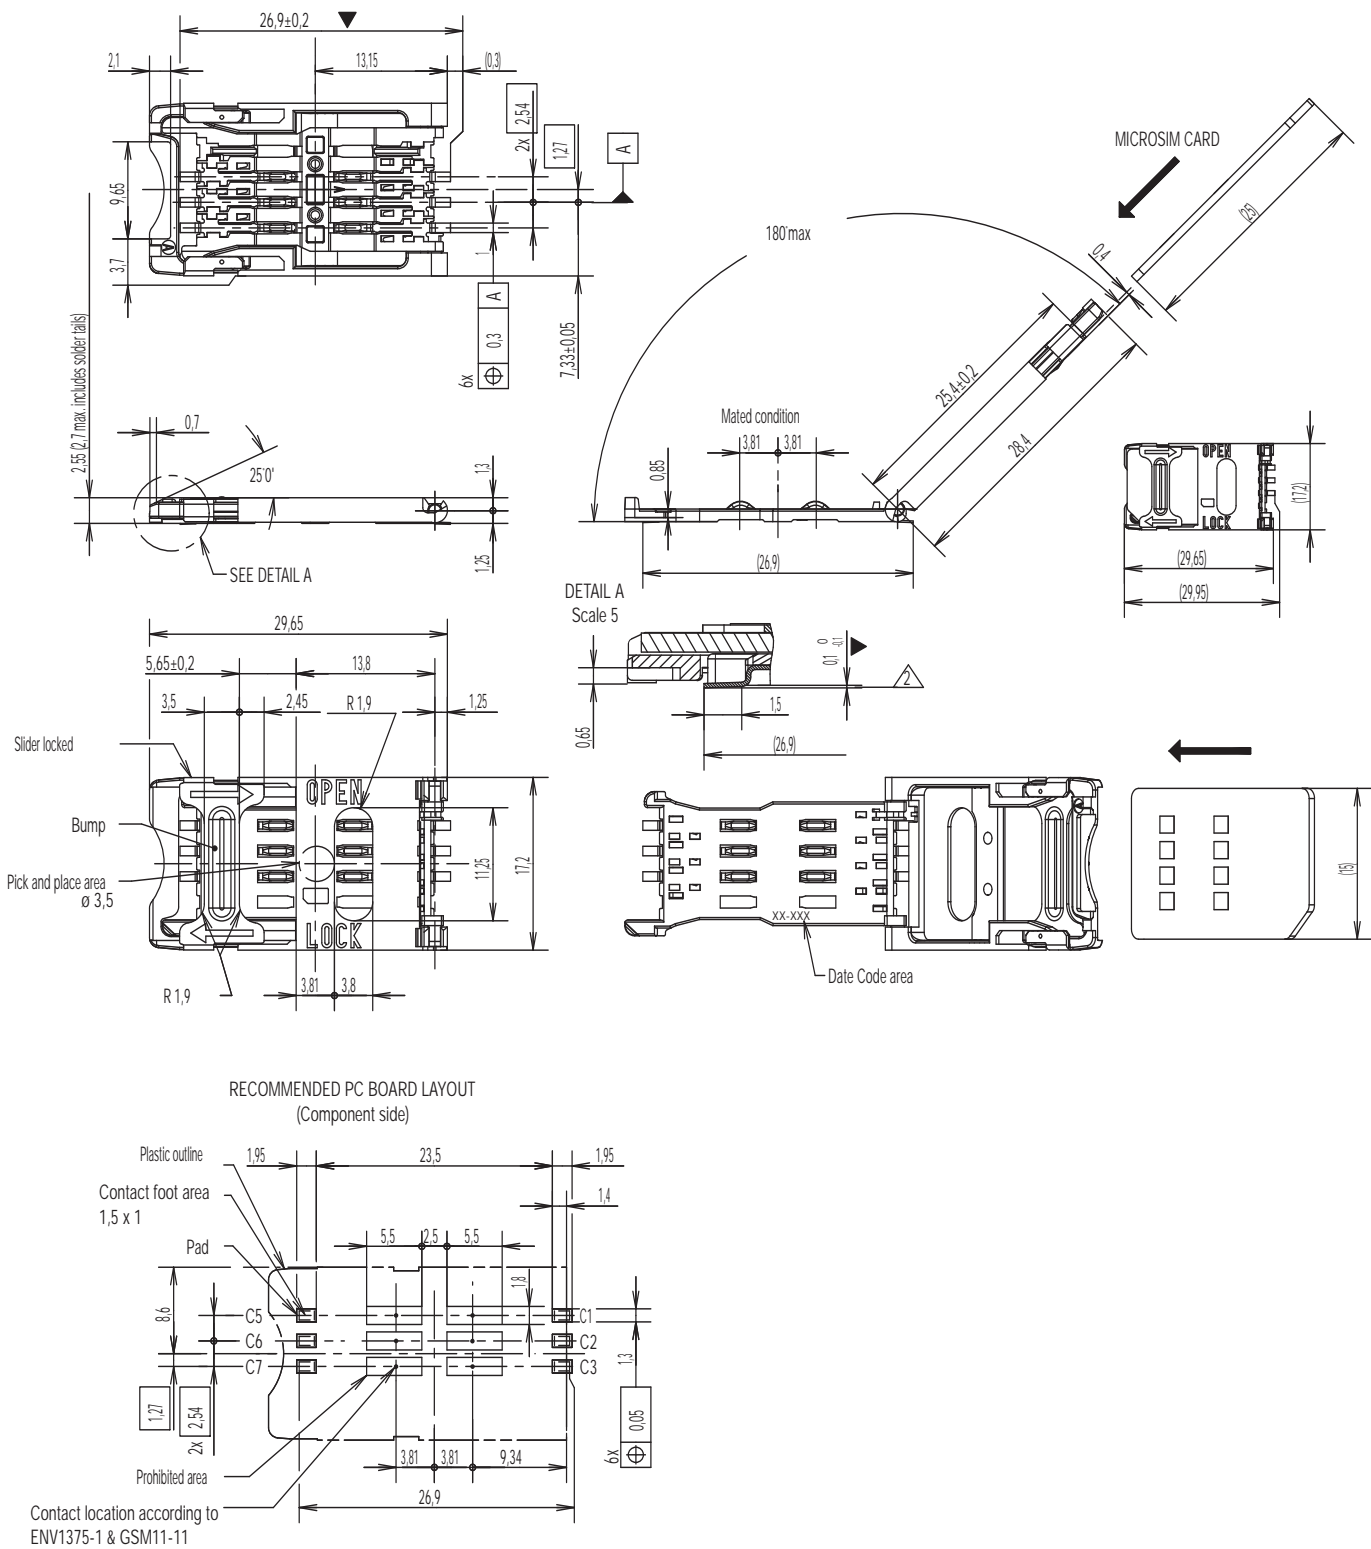 26,9±0,2
2,1
13,15
(0,3)
2x 2,54
1,27
A
9,65
3,7
1
6x 0,3 A
7,33±0,05
MICROSIM CARD
(25)
180°max
0,4
25,4±0,2
28,4
2,55 (2,7 max. includes solder tails)
0,7
25°0'
1,3
1,25
SEE DETAIL A
Mated condition
3,81
3,81
0,85
(26,9)
OPEN
LOCK
(17,2)
(29,65)
(29,95)
DETAIL A
Scale 5
0,1 0 -0,1
2
0,65
1,5
(26,9)
29,65
5,65±0,2
13,8
3,5
2,45
R 1,9
1,25
Slider locked
OPEN
Bump
Pick and place area
ø 3,5
11,25
17,2
LOCK
R 1,9
3,81
3,8
XX-XXX
Date Code area
(15)
RECOMMENDED PC BOARD LAYOUT
(Component side)
Plastic outline
1,95
23,5
1,95
Contact foot area
1,5 x 1
1,4
Pad
5,5
2,5
5,5
1,8
8,6
C5
C1
C6
C2
C7
C3
1,3
1,27
2x 2,54
6x 0,05
3,81
3,81
9,34
Prohibited area
26,9
Contact location according to
ENV1375-1 & GSM11-11